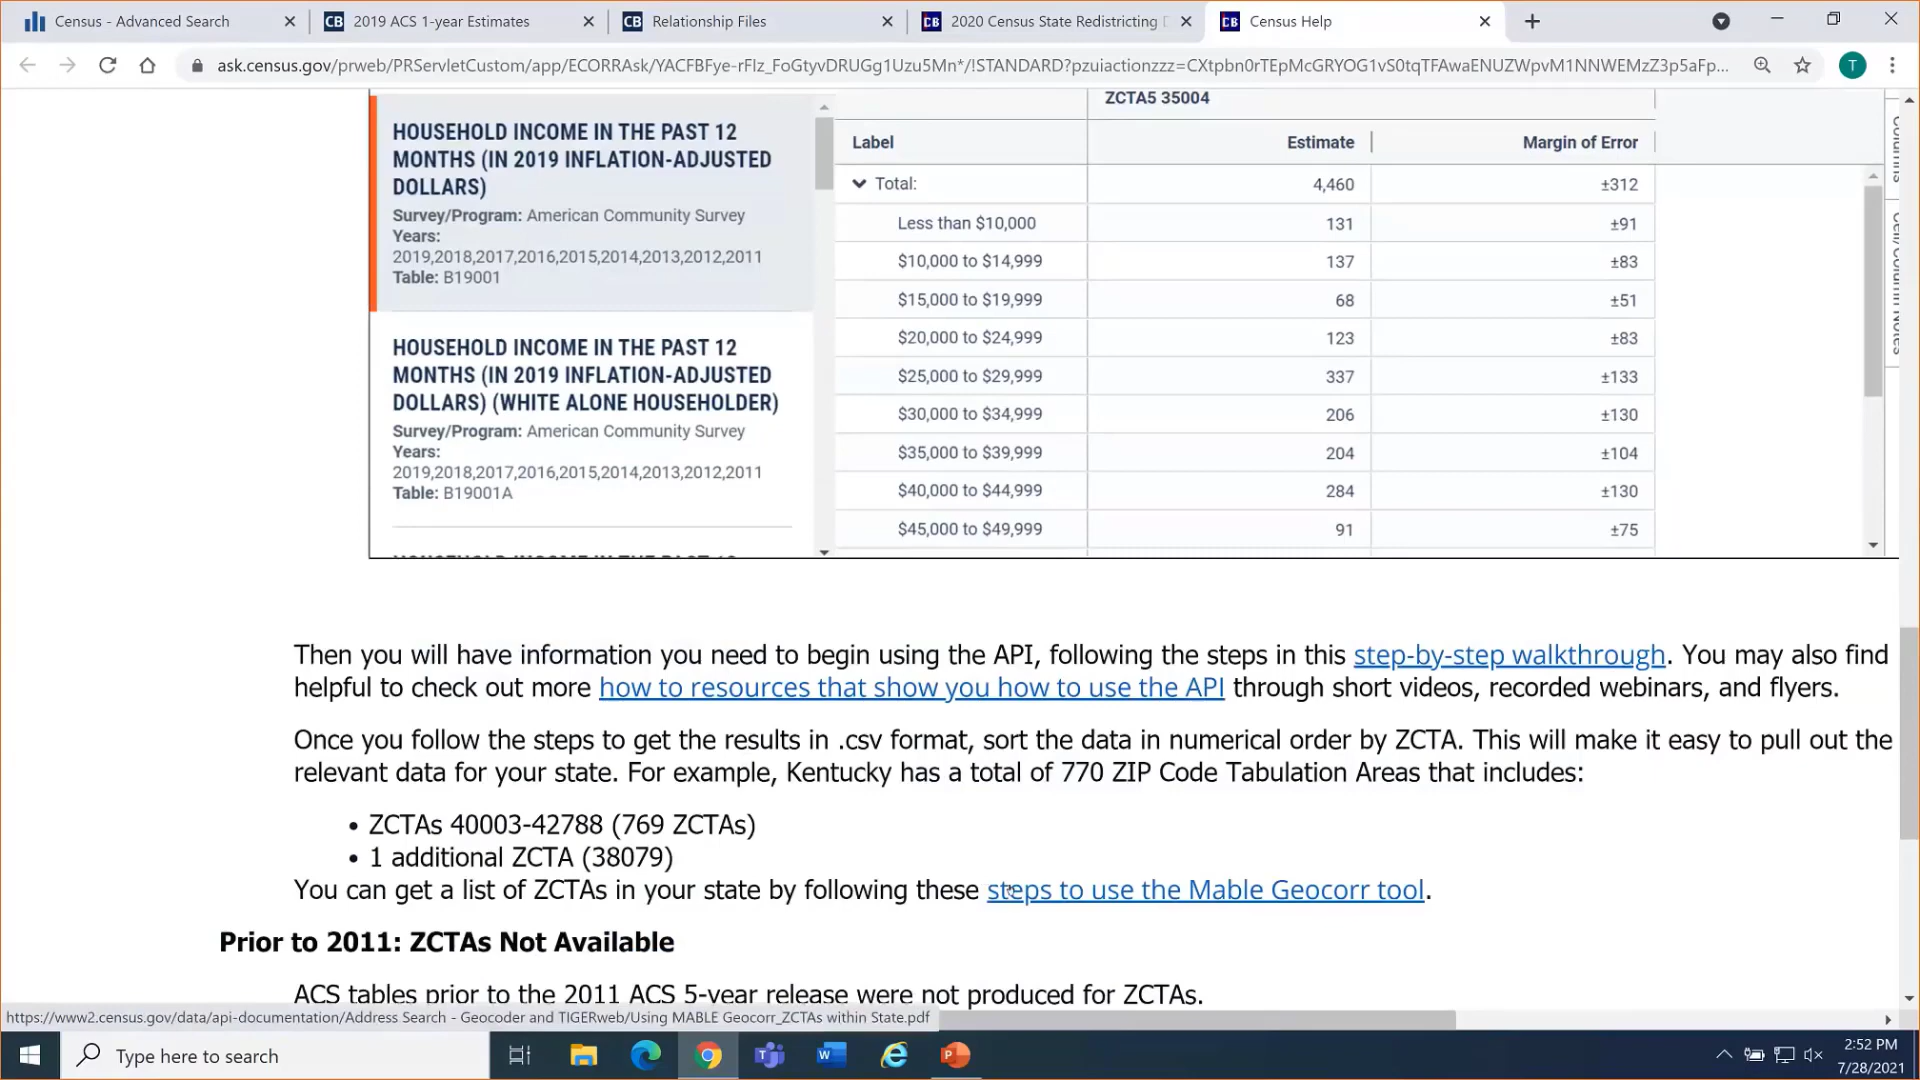 Census - Advanced Search
2019 ACS 1-year Estimates
Relationship Files
2020 Census State Redistricting
Census Help
ask.census.gov/prweb/PRServletCustom/app/ECORRAsk/YACFBFye-rFlz_FoGtyvDRUGg1Uzu5Mn*/!STANDARD?pzuiactionzzz=CXtpbn0rTEpMcGRYOG1vS0tqTFAwaENUZWpvM1NNWEMzZ3p5aFp...
T
ZCTA5 35004
Label Estimate Margin of Error
Total: 4,460 ±312
Less than $10,000 131 ±91
$10,000 to $14,999 137 ±83
$15,000 to $19,999 68 ±51
$20,000 to $24,999 123 ±83
$25,000 to $29,999 337 ±133
$30,000 to $34,999 206 ±130
$35,000 to $39,999 204 ±104
$40,000 to $44,999 284 ±130
$45,000 to $49,999 91 ±75
HOUSEHOLD INCOME IN THE PAST 12
MONTHS (IN 2019 INFLATION-ADJUSTED
DOLLARS)
Survey/Program: American Community Survey
Years:
2019,2018,2017,2016,2015,2014,2013,2012,2011
Table: B19001
HOUSEHOLD INCOME IN THE PAST 12
MONTHS (IN 2019 INFLATION-ADJUSTED
DOLLARS) (WHITE ALONE HOUSEHOLDER)
Survey/Program: American Community Survey
Years:
2019,2018,2017,2016,2015,2014,2013,2012,2011
Table: B19001A
Then you will have information you need to begin using the API, following the steps in this step-by-step walkthrough. You may also find
helpful to check out more how to resources that show you how to use the API through short videos, recorded webinars, and flyers.
Once you follow the steps to get the results in .csv format, sort the data in numerical order by ZCTA. This will make it easy to pull out the
relevant data for your state. For example, Kentucky has a total of 770 ZIP Code Tabulation Areas that includes:
• ZCTAs 40003-42788 (769 ZCTAs)
• 1 additional ZCTA (38079)
You can get a list of ZCTAs in your state by following these steps to use the Mable Geocorr tool.
Prior to 2011: ZCTAs Not Available
ACS tables prior to the 2011 ACS 5-year release were not produced for ZCTAs.
https://www2.census.gov/data/api-documentation/Address Search - Geocoder and TIGERweb/Using MABLE Geocorr_ZCTAs within State.pdf
Type here to search
2:52 PM
7/28/2021